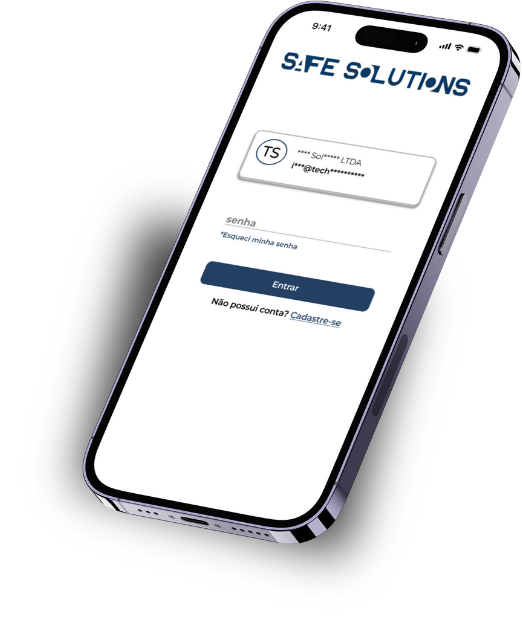 9:41
SAFE SOLUTIONS
TS
**** Sol***** LTDA
i***@tech**********
senha
*Esqueci minha senha
Entrar
Não possui conta? Cadastre-se